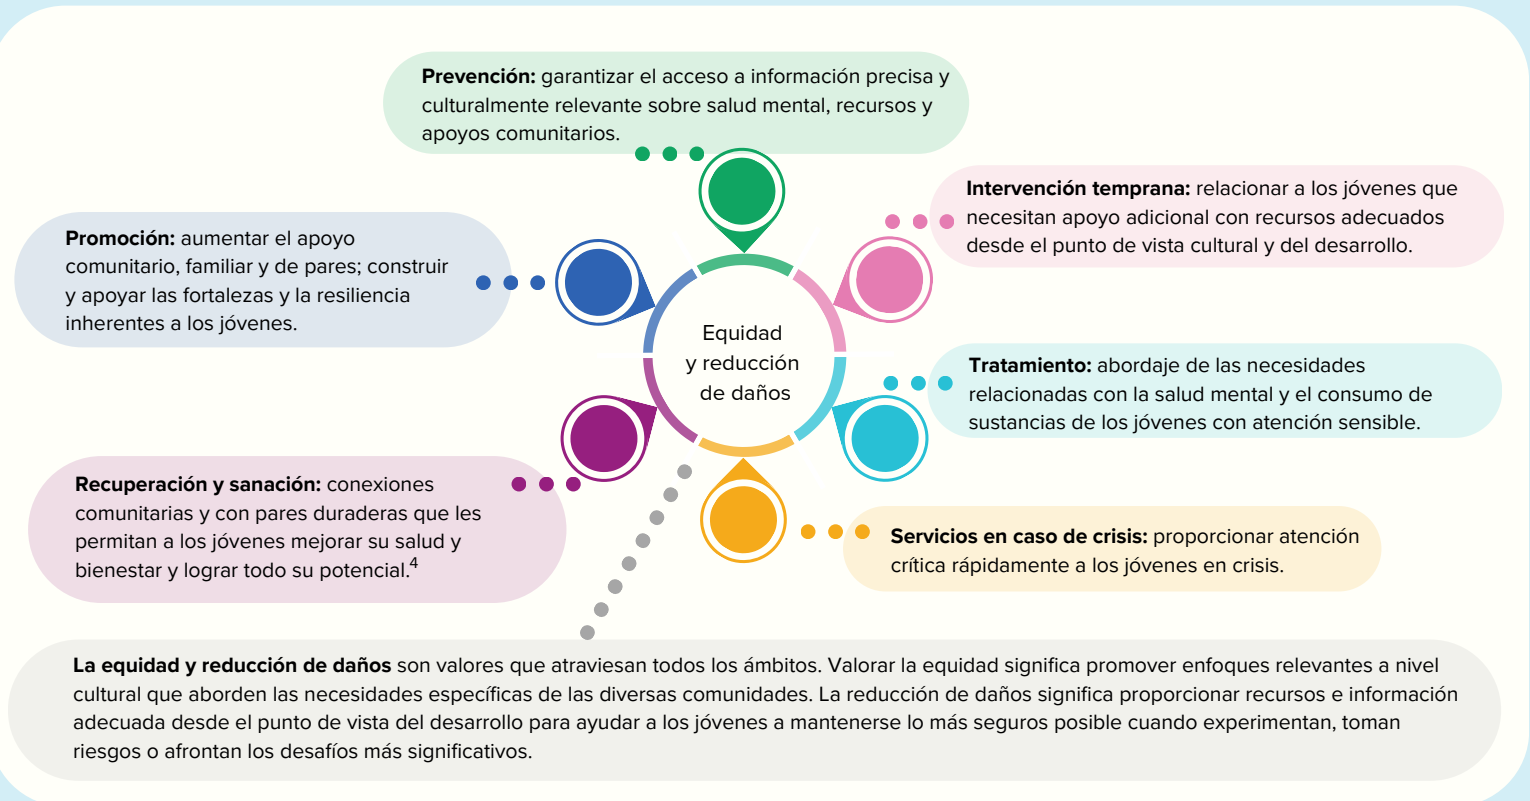 Prevención: garantizar el acceso a información precisa y
culturalmente relevante sobre salud mental, recursos y
apoyos comunitarios.
Intervención temprana: relacionar a los jóvenes que
necesitan apoyo adicional con recursos adecuados
desde el punto de vista cultural y del desarrollo.
Promoción: aumentar el apoyo
comunitario, familiar y de pares; construir
y apoyar las fortalezas y la resiliencia
inherentes a los jóvenes.
Equidad
y reducción
de daños
Tratamiento: abordaje de las necesidades
relacionadas con la salud mental y el consumo de
sustancias de los jóvenes con atención sensible.
Recuperación y sanación: conexiones
comunitarias y con pares duraderas que les
permitan a los jóvenes mejorar su salud y
bienestar y lograr todo su potencial.⁴
Servicios en caso de crisis: proporcionar atención
crítica rápidamente a los jóvenes en crisis.
La equidad y reducción de daños son valores que atraviesan todos los ámbitos. Valorar la equidad significa promover enfoques relevantes a nivel
cultural que aborden las necesidades específicas de las diversas comunidades. La reducción de daños significa proporcionar recursos e información
adecuada desde el punto de vista del desarrollo para ayudar a los jóvenes a mantenerse lo más seguros posible cuando experimentan, toman
riesgos o afrontan los desafíos más significativos.